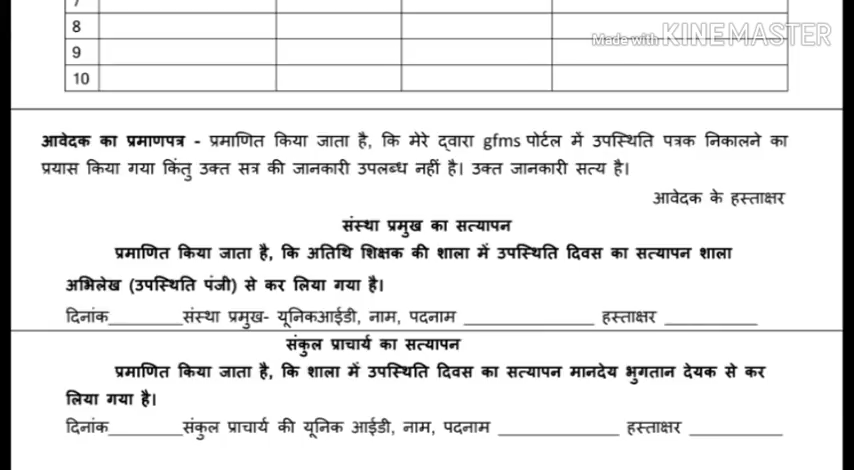 8
Made with KINEMASTER
9
10
आवेदक का प्रमाणपत्र - प्रमाणित किया जाता है, कि मेरे द्वारा gfms पोर्टल में उपस्थिति पत्रक निकालने का
प्रयास किया गया किंतु उक्त सत्र की जानकारी उपलब्ध नहीं है। उक्त जानकारी सत्य है।
आवेदक के हस्ताक्षर
संस्था प्रमुख का सत्यापन
प्रमाणित किया जाता है, कि अतिथि शिक्षक की शाला में उपस्थिति दिवस का सत्यापन शाला
अभिलेख (उपस्थिति पंजी) से कर लिया गया है।
दिनांक_________संस्था प्रमुख- यूनिकआईडी, नाम, पदनाम ______________ हस्ताक्षर __________
संकुल प्राचार्य का सत्यापन
प्रमाणित किया जाता है, कि शाला में उपस्थिति दिवस का सत्यापन मानदेय भुगतान देयक से कर
लिया गया है।
दिनांक_________संकुल प्राचार्य की यूनिक आईडी, नाम, पदनाम _____________ हस्ताक्षर __________